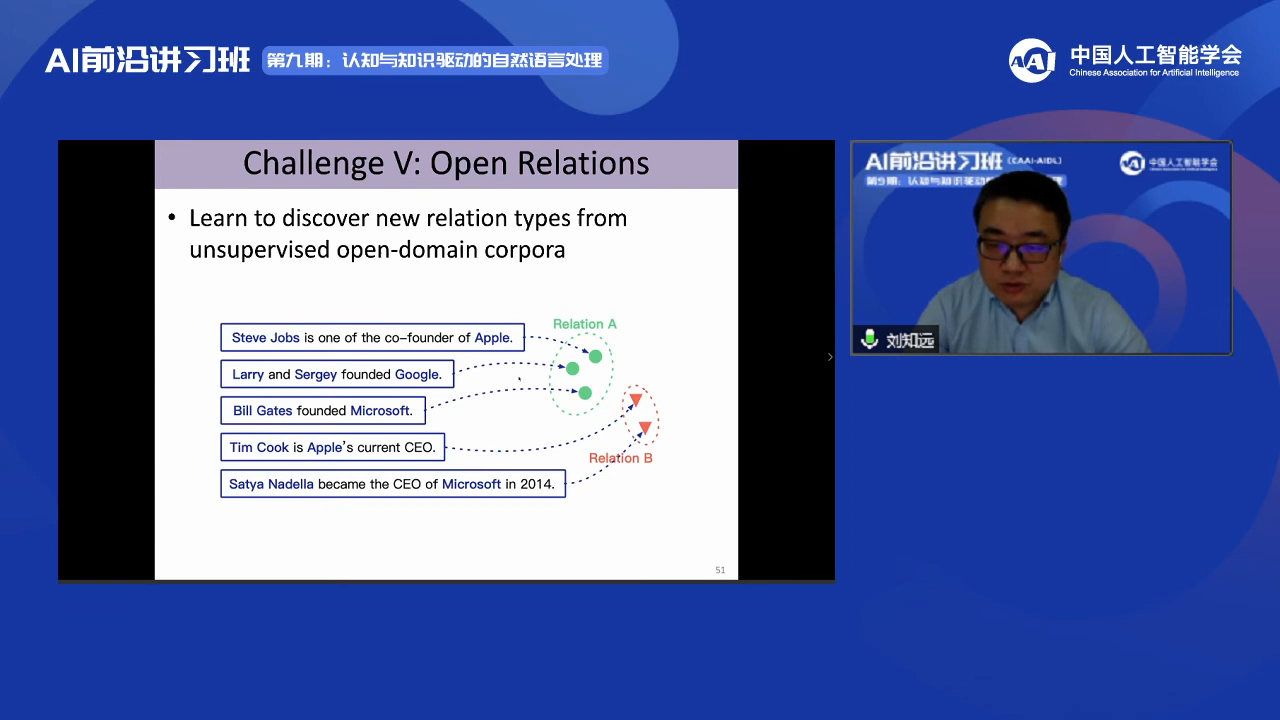 AI前沿讲习班
第九期：认知与知识驱动的自然语言处理
AAI
中国人工智能学会
Chinese Association for Artificial Intelligence
Challenge V: Open Relations
• Learn to discover new relation types from
unsupervised open-domain corpora
Relation A
Steve Jobs is one of the co-founder of Apple.
Larry and Sergey founded Google.
Bill Gates founded Microsoft.
Tim Cook is Apple's current CEO.
Relation B
Satya Nadella became the CEO of Microsoft in 2014.
51
AI前沿讲习班 (CAAI-AIDL)
中国人工智能学会
刘知远